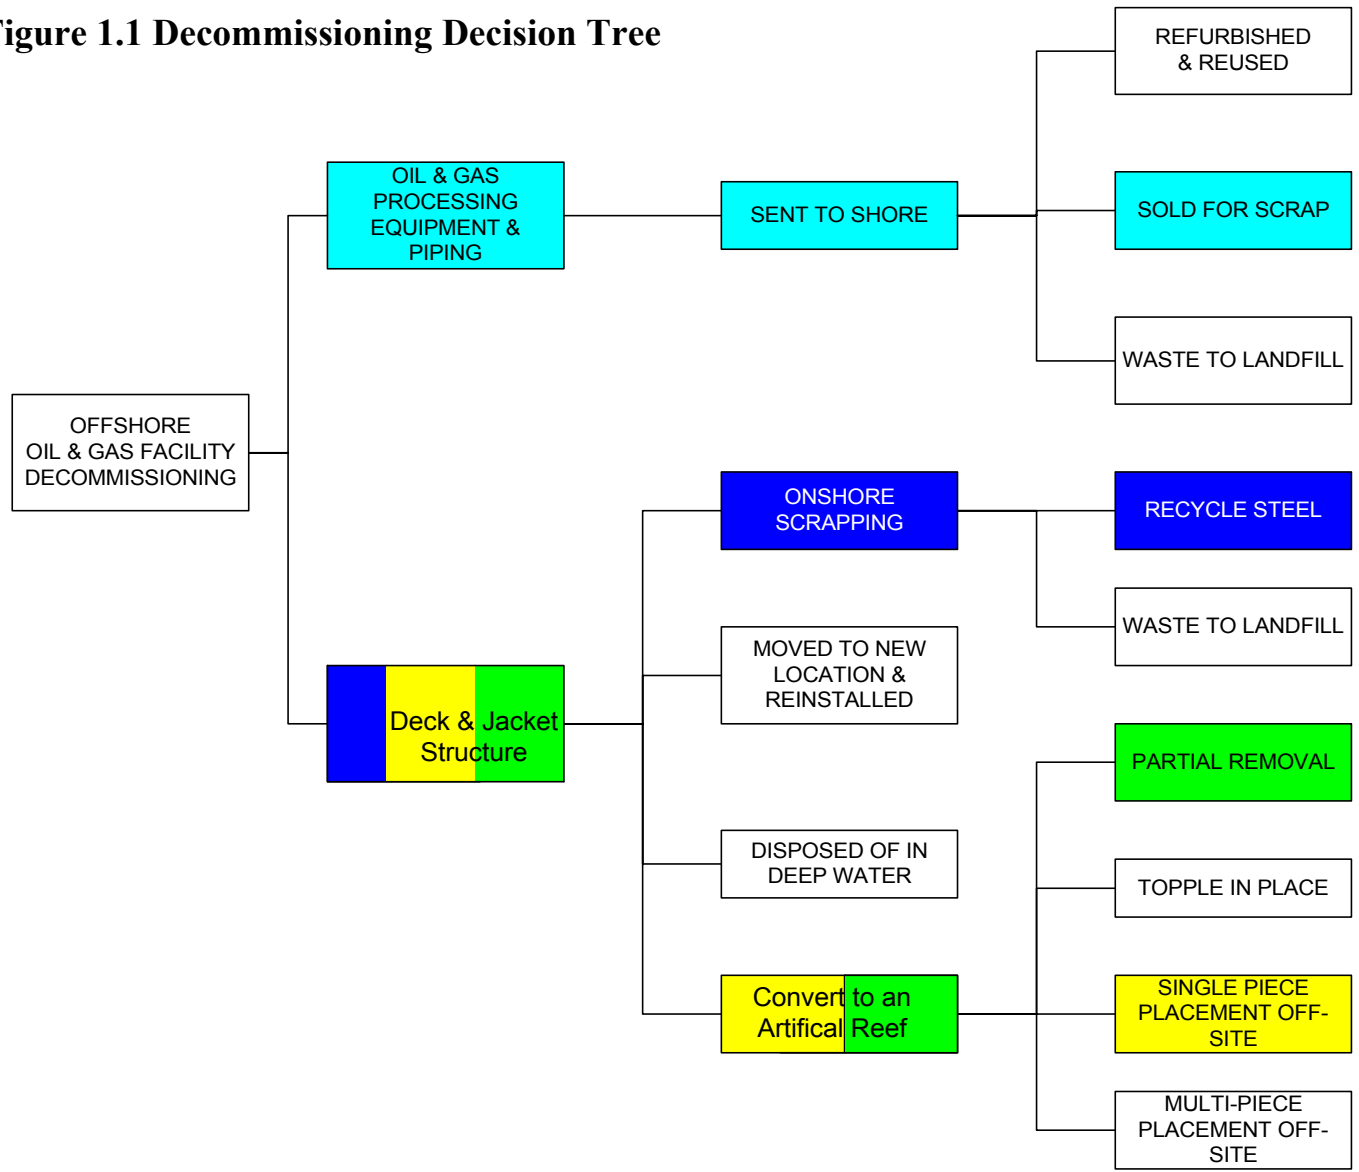 Figure 1.1 Decommissioning Decision Tree
REFURBISHED
& REUSED
OIL & GAS
PROCESSING
EQUIPMENT &
PIPING
SENT TO SHORE
SOLD FOR SCRAP
WASTE TO LANDFILL
OFFSHORE
OIL & GAS FACILITY
DECOMMISSIONING
ONSHORE
SCRAPPING
RECYCLE STEEL
WASTE TO LANDFILL
MOVED TO NEW
LOCATION &
REINSTALLED
Deck & Jacket
Structure
PARTIAL REMOVAL
DISPOSED OF IN
DEEP WATER
TOPPLE IN PLACE
Convert to an
Artifical Reef
SINGLE PIECE
PLACEMENT OFF-
SITE
MULTI-PIECE
PLACEMENT OFF-
SITE